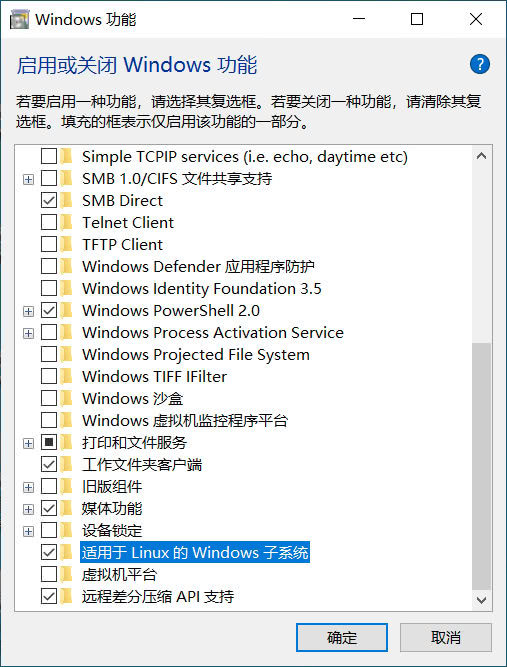 Windows 功能
启用或关闭 Windows 功能
若要启用一种功能，请选择其复选框。若要关闭一种功能，请清除其复
选框。填充的框表示仅启用该功能的一部分。
Simple TCPIP services (i.e. echo, daytime etc)
SMB 1.0/CIFS 文件共享支持
SMB Direct
Telnet Client
TFTP Client
Windows Defender 应用程序防护
Windows Identity Foundation 3.5
Windows PowerShell 2.0
Windows Process Activation Service
Windows Projected File System
Windows TIFF IFilter
Windows 沙盒
Windows 虚拟机监控程序平台
打印和文件服务
工作文件夹客户端
旧版组件
媒体功能
设备锁定
适用于 Linux 的 Windows 子系统
虚拟机平台
远程差分压缩 API 支持
确定
取消